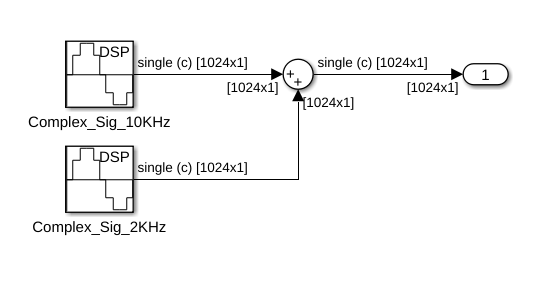 DSP
single (c) [1024x1]
single (c) [1024x1]
[1024x1]
+
+
1
[1024x1]
[1024x1]
Complex_Sig_10KHz
DSP
single (c) [1024x1]
Complex_Sig_2KHz